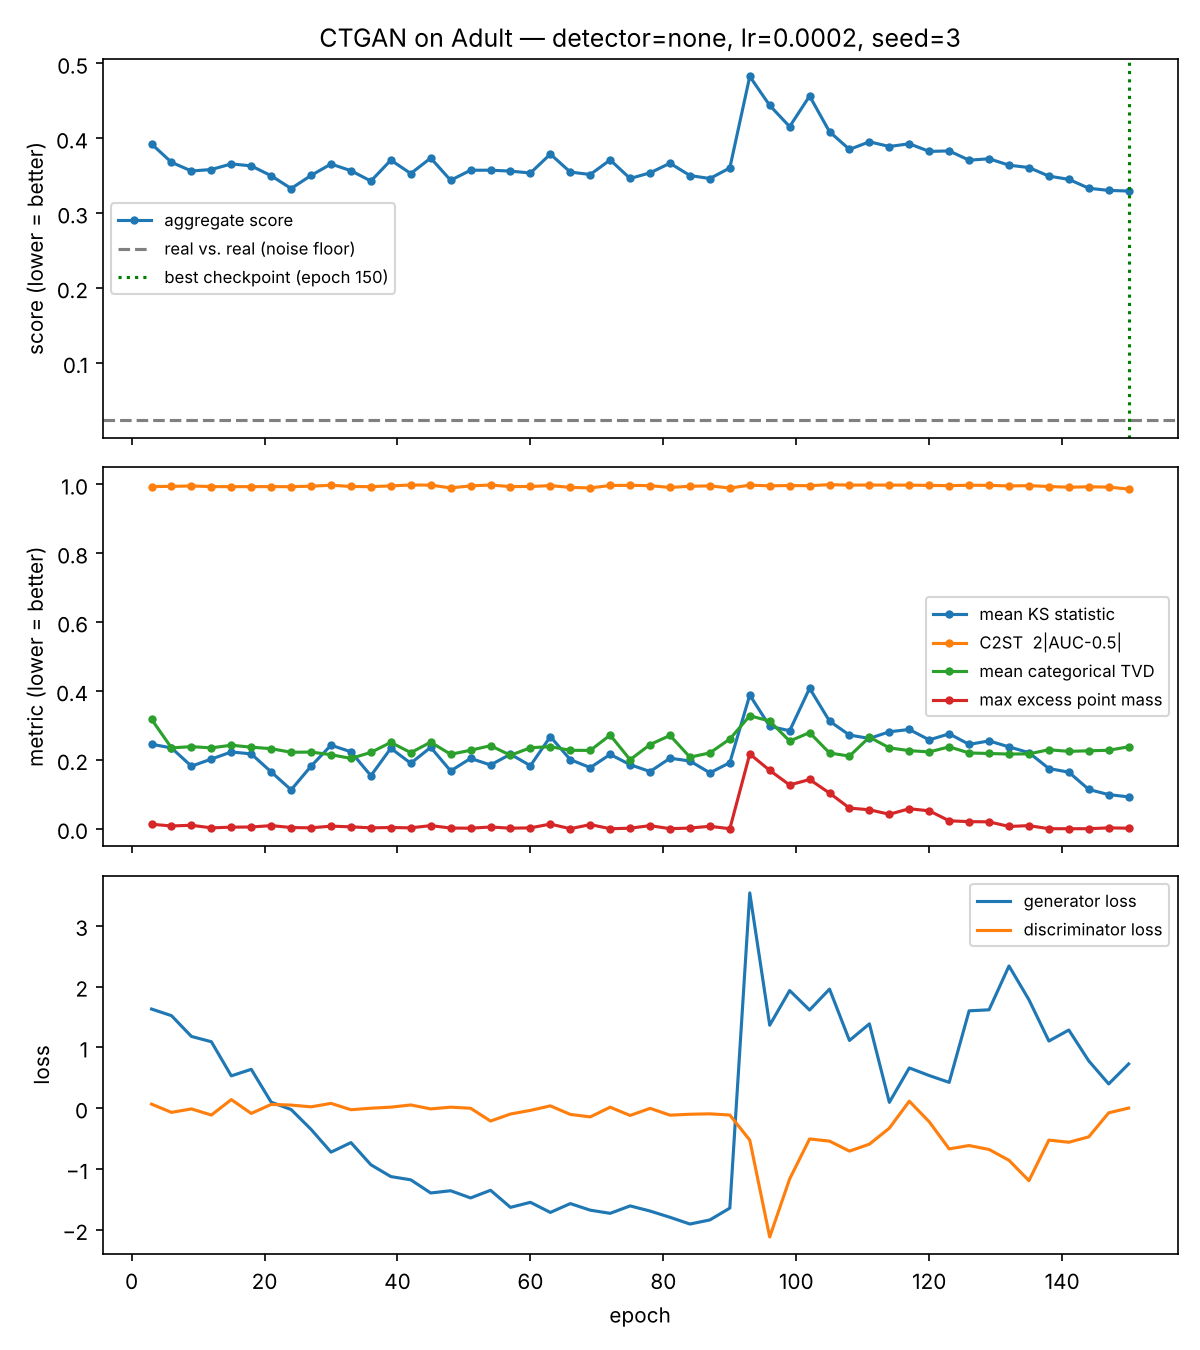 CTGAN on Adult — detector=none, lr=0.0002, seed=3
score (lower = better)
0.5
0.4
0.3
0.2
0.1
aggregate score
real vs. real (noise floor)
best checkpoint (epoch 150)
metric (lower = better)
1.0
0.8
0.6
0.4
0.2
0.0
mean KS statistic
C2ST  2|AUC-0.5|
mean categorical TVD
max excess point mass
loss
3
2
1
0
−1
−2
generator loss
discriminator loss
0 20 40 60 80 100 120 140
epoch